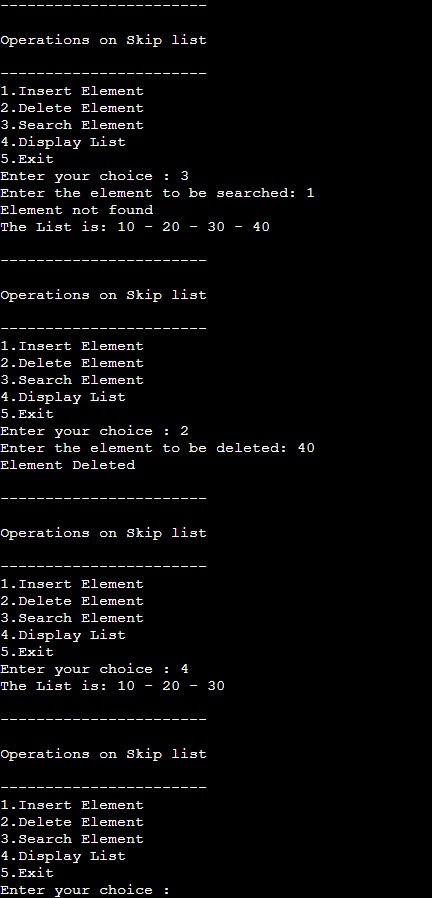 -----------------------
Operations on Skip list
-----------------------
1.Insert Element
2.Delete Element
3.Search Element
4.Display List
5.Exit
Enter your choice : 3
Enter the element to be searched: 1
Element not found
The List is: 10 - 20 - 30 - 40
-----------------------
Operations on Skip list
-----------------------
1.Insert Element
2.Delete Element
3.Search Element
4.Display List
5.Exit
Enter your choice : 2
Enter the element to be deleted: 40
Element Deleted
-----------------------
Operations on Skip list
-----------------------
1.Insert Element
2.Delete Element
3.Search Element
4.Display List
5.Exit
Enter your choice : 4
The List is: 10 - 20 - 30
-----------------------
Operations on Skip list
-----------------------
1.Insert Element
2.Delete Element
3.Search Element
4.Display List
5.Exit
Enter your choice :